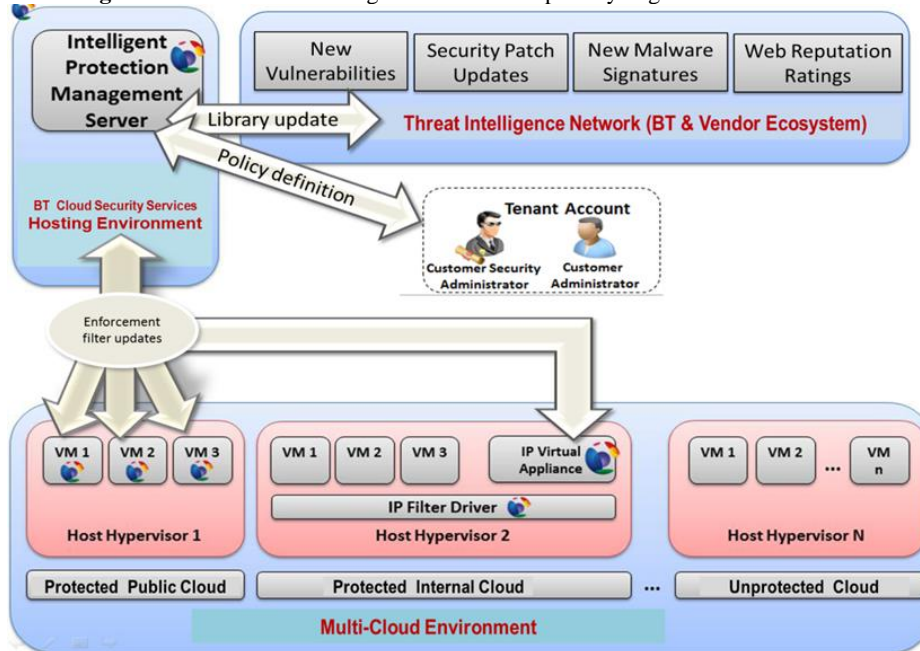 Intelligent
Protection
Management
Server
New
Vulnerabilities
Security Patch
Updates
New Malware
Signatures
Web Reputation
Ratings
Library update
Threat Intelligence Network (BT & Vendor Ecosystem)
Policy definition
BT Cloud Security Services
Hosting Environment
Tenant Account
Customer Security
Administrator
Customer
Administrator
Enforcement
filter updates
VM 1
VM 2
VM 3
Host Hypervisor 1
VM 1
VM 2
VM 3
IP Virtual
Appliance
IP Filter Driver
Host Hypervisor 2
VM 1
VM 2
...
VM
n
Host Hypervisor N
Protected Public Cloud
Protected Internal Cloud
...
Unprotected Cloud
Multi-Cloud Environment